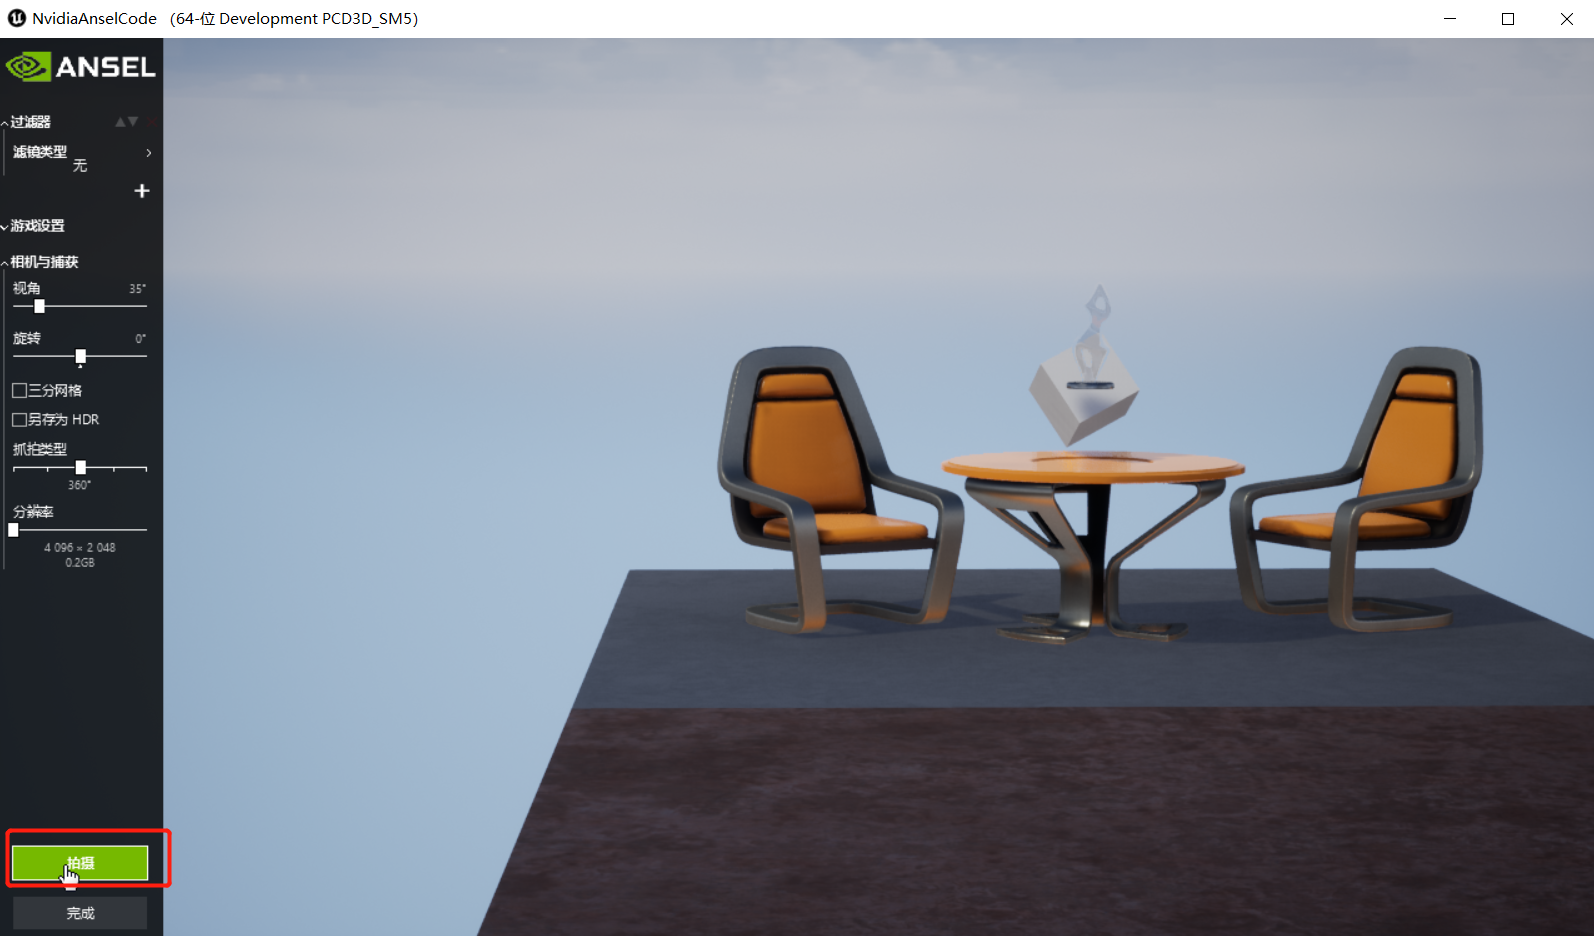 NvidiaAnselCode (64-位 Development PCD3D_SM5)
ANSEL
过滤器
滤镜类型
无
游戏设置
相机与捕获
视角 35°
旋转 0°
三分网格
另存为 HDR
抓拍类型
360°
分辨率
4 096 × 2 048
0.2GB
拍摄
完成